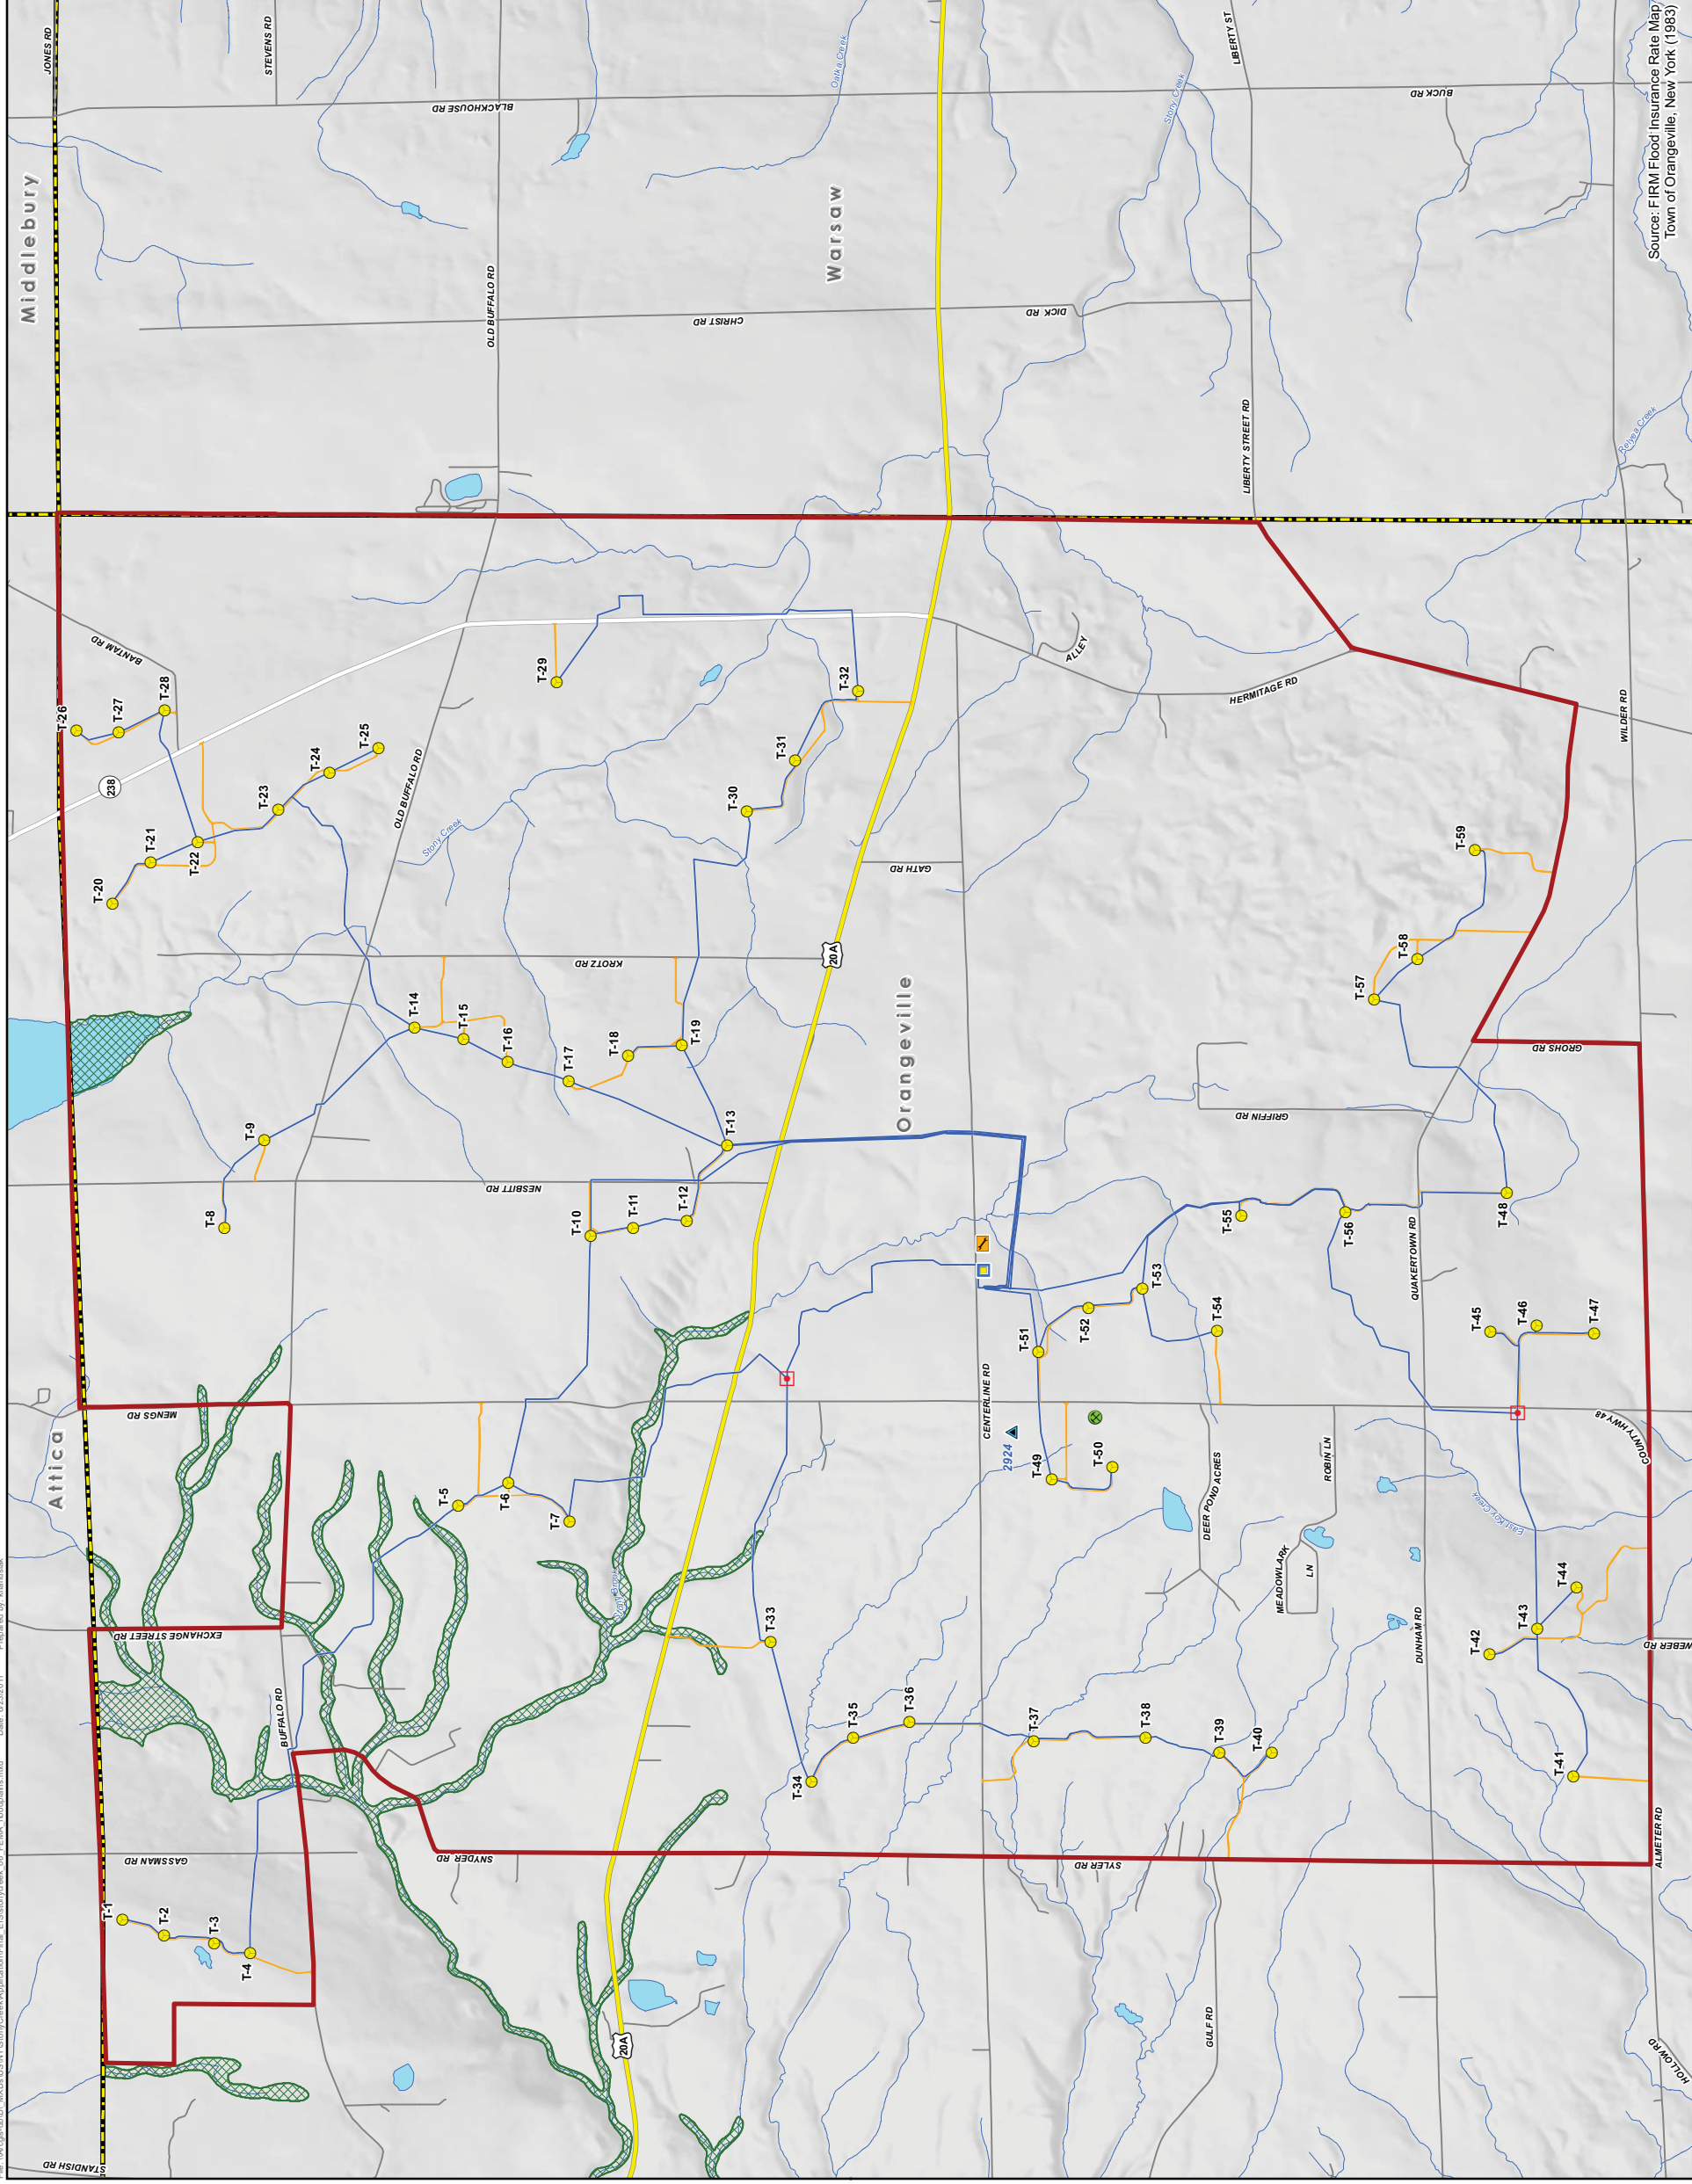 JONES RD
STEVENS RD
BLACKHOUSE RD
Oatka Creek
LIBERTY ST
Stony Creek
BUCK RD
Source: FIRM Flood Insurance Rate Map
Town of Orangeville, New York (1983)
Middlebury
Warsaw
OLD BUFFALO RD
CHRIST RD
DICK RD
LIBERTY STREET RD
Relyea Creek
BANTAM RD
T-26
T-27
T-28
T-29
T-32
ALLEY
HERMITAGE RD
WILDER RD
238
T-25
T-24
T-23
T-31
T-30
OLD BUFFALO RD
Stony Creek
T-21
T-22
T-20
GATH RD
T-59
T-58
T-57
KROTZ RD
20A
T-14
T-15
T-16
T-17
T-18
T-19
T-13
Orangeville
GROHS RD
GRIFFIN RD
T-9
T-8
NESBITT RD
T-10
T-11
T-12
T-55
T-56
T-48
QUAKERTOWN RD
T-53
T-52
T-51
T-54
T-45
T-46
T-47
MENGS RD
CENTERLINE RD
2924
T-49
T-50
DEER POND ACRES
ROBIN LN
COUNTY HWY 48
Attica
T-5
T-6
T-7
East Koy Creek
MEADOWLARK
LN
T-44
T-43
T-42
EXCHANGE STREET RD
T-33
DUNHAM RD
WEBER RD
BUFFALO RD
T-36
T-35
T-34
T-37
T-38
T-39
T-40
T-41
GASSMAN RD
SNYDER RD
SYLER RD
ALMETER RD
T-1
T-2
T-3
T-4
20A
GULF RD
HOLLOW RD
STANDISH RD